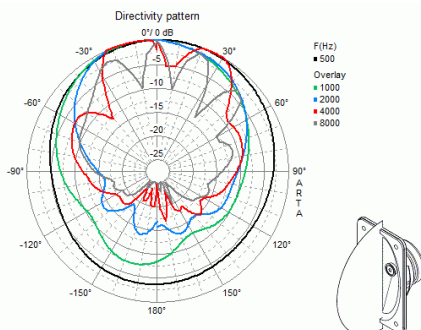 Directivity pattern
0°/ 0 dB
-30°
30°
-5
-60°
60°
-10
-15
-20
-25
-90°
90°
-120°
120°
-150°
150°
180°
A
R
T
A
F(Hz)
500
Overlay
1000
2000
4000
8000